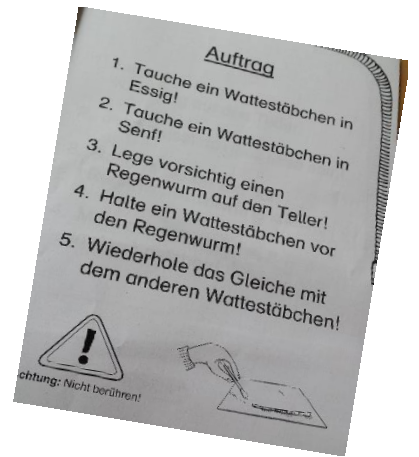 Auftrag
1. Tauche ein Wattestäbchen in
Essig!
2. Tauche ein Wattestäbchen in
Senf!
3. Lege vorsichtig einen
Regenwurm auf den Teller!
4. Halte ein Wattestäbchen vor
den Regenwurm!
5. Wiederhole das Gleiche mit
dem anderen Wattestäbchen!
!
chtung: Nicht berühren!